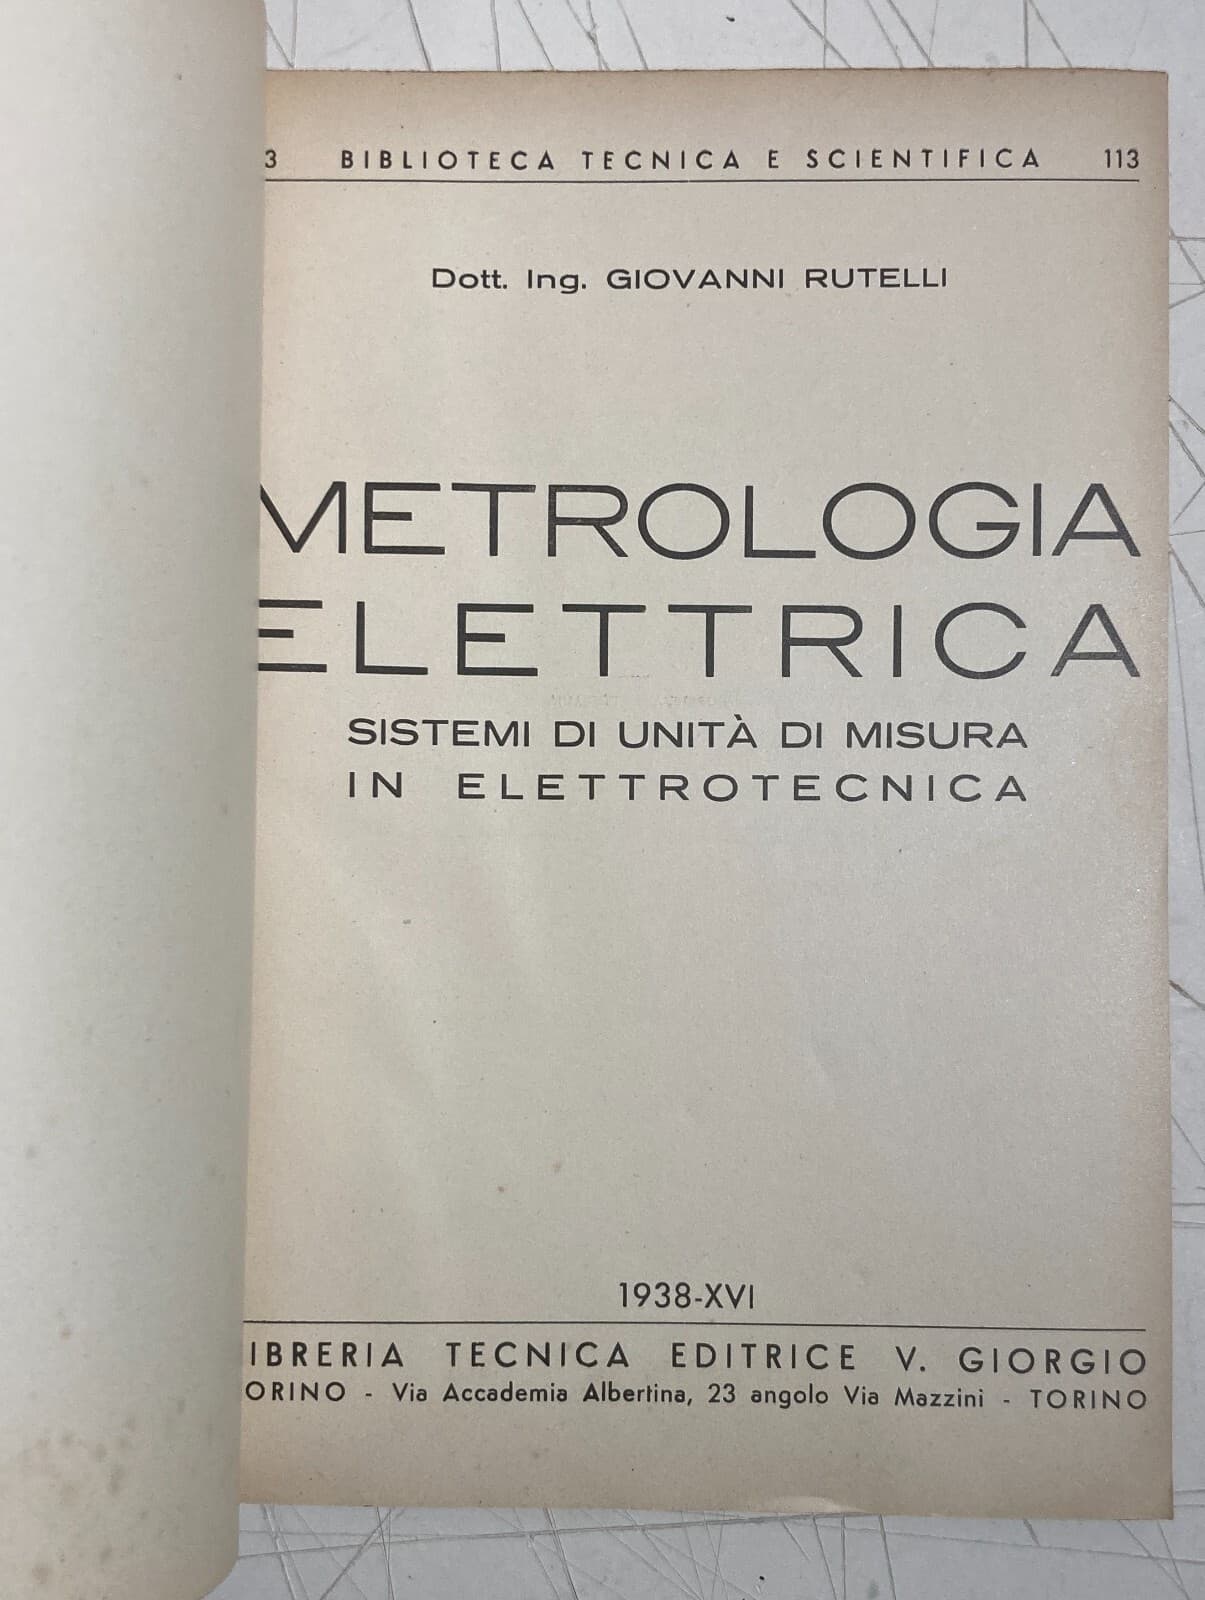 3 BIBLIOTECA TECNICA E SCIENTIFICA 113
Dott. Ing. GIOVANNI RUTELLI
METROLOGIA
ELETTRICA
SISTEMI DI UNITÀ DI MISURA
IN ELETTROTECNICA
1938-XVI
IBRERIA TECNICA EDITRICE V. GIORGIO
ORINO - Via Accademia Albertina, 23 angolo Via Mazzini - TORINO